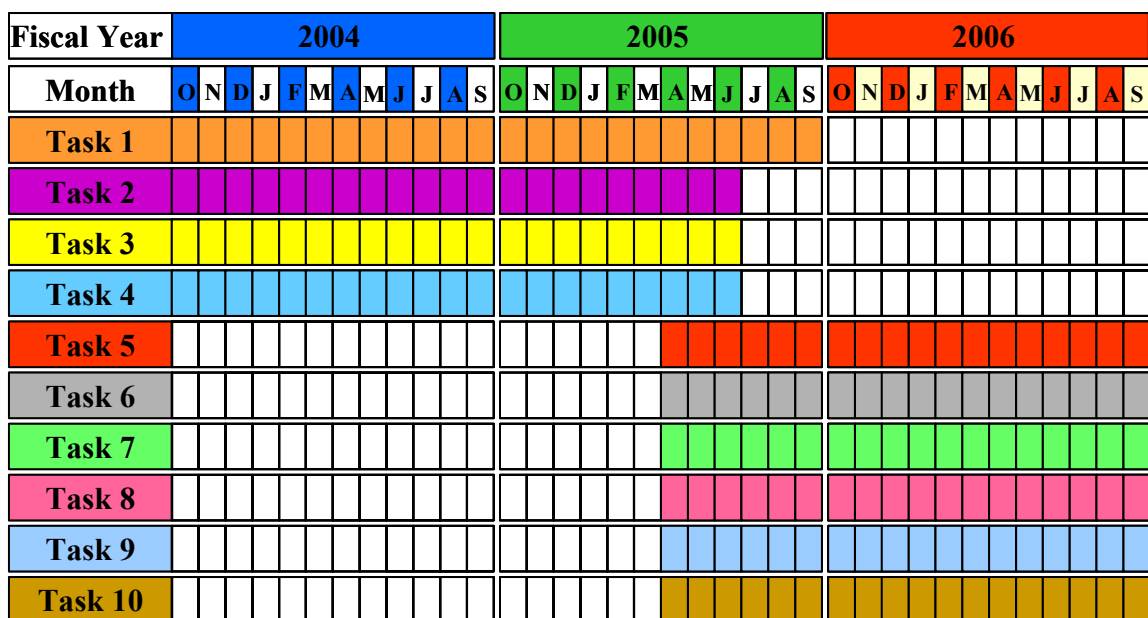 Fiscal Year 2004 2005 2006
Month O N D J F M A M J J A S O N D J F M A M J J A S O N D J F M A M J J A S
Task 1
Task 2
Task 3
Task 4
Task 5
Task 6
Task 7
Task 8
Task 9
Task 10